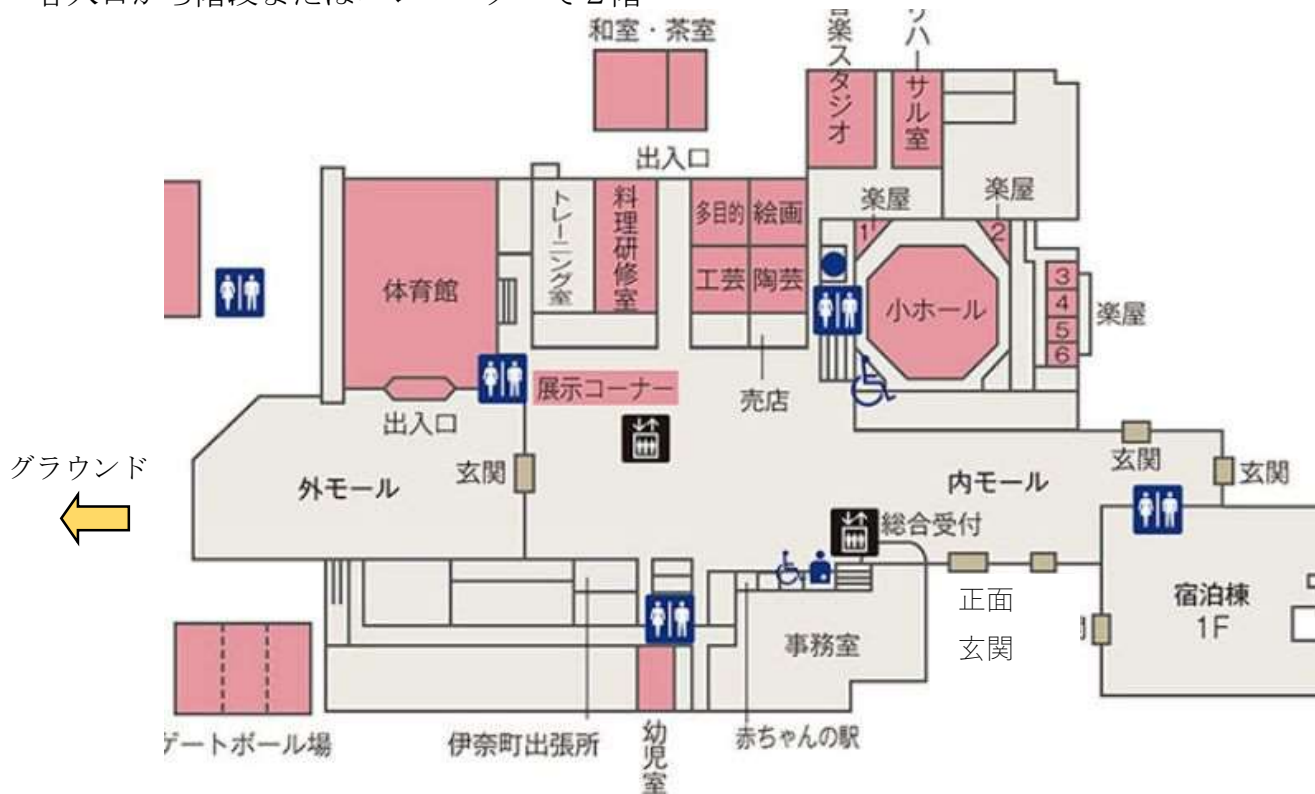 和室・茶室
音楽スタジオ
リハーサル室
出入口
楽屋
楽屋
トレーニング室
料理研修室
多目的
絵画
1
2
体育館
工芸
陶芸
小ホール
3
4
5
6
楽屋
展示コーナー
売店
出入口
グラウンド
外モール
玄関
内モール
玄関
玄関
総合受付
正面
玄関
宿泊棟
1F
事務室
ゲートボール場
伊奈町出張所
幼児室
赤ちゃんの駅